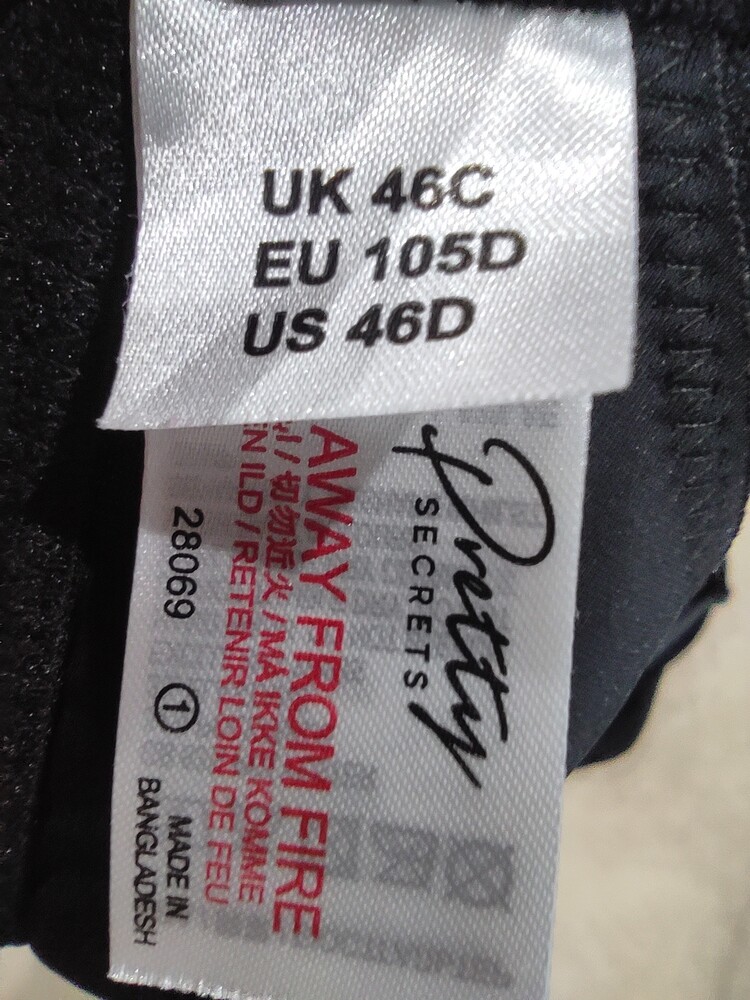 UK 46C
EU 105D
US 46D
Pretty
SECRETS
AWAY FROM FIRE
切勿近火 / MÅ IKKE KOMME
ILD / RETENIR LOIN DE FEU
28069
1
MADE IN
BANGLADESH